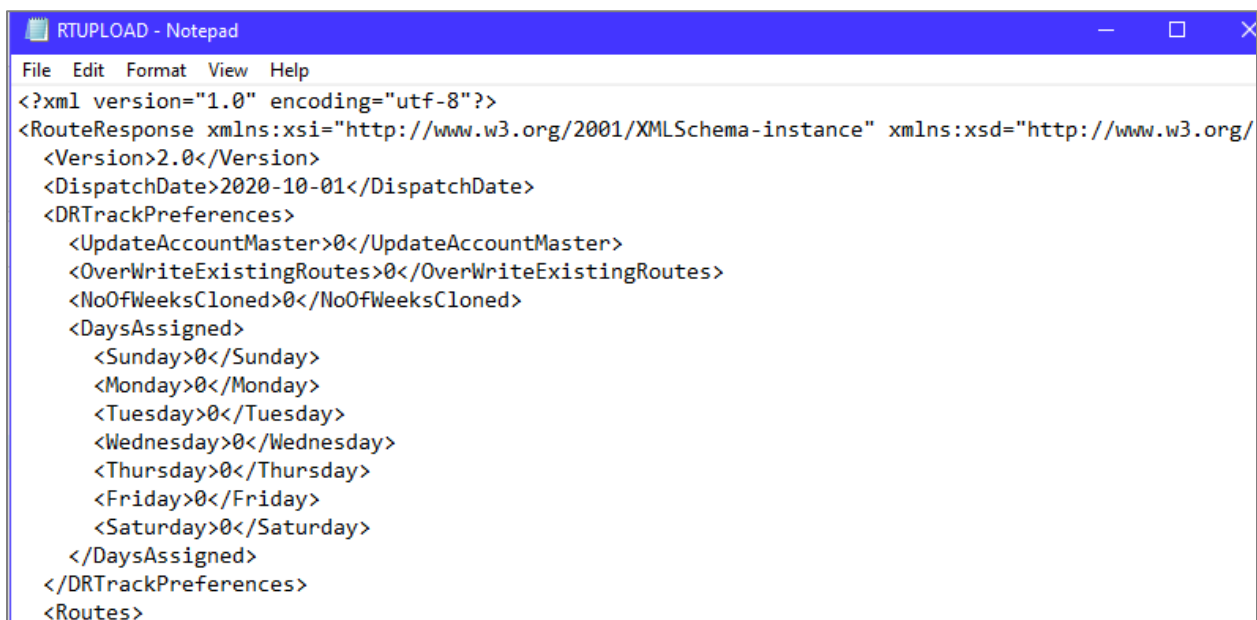 RTUPLOAD - Notepad
File Edit Format View Help
<?xml version="1.0" encoding="utf-8"?>
<RouteResponse xmlns:xsi="http://www.w3.org/2001/XMLSchema-instance" xmlns:xsd="http://www.w3.org/
  <Version>2.0</Version>
  <DispatchDate>2020-10-01</DispatchDate>
  <DRTrackPreferences>
    <UpdateAccountMaster>0</UpdateAccountMaster>
    <OverWriteExistingRoutes>0</OverWriteExistingRoutes>
    <NoOfWeeksCloned>0</NoOfWeeksCloned>
    <DaysAssigned>
      <Sunday>0</Sunday>
      <Monday>0</Monday>
      <Tuesday>0</Tuesday>
      <Wednesday>0</Wednesday>
      <Thursday>0</Thursday>
      <Friday>0</Friday>
      <Saturday>0</Saturday>
    </DaysAssigned>
  </DRTrackPreferences>
  <Routes>